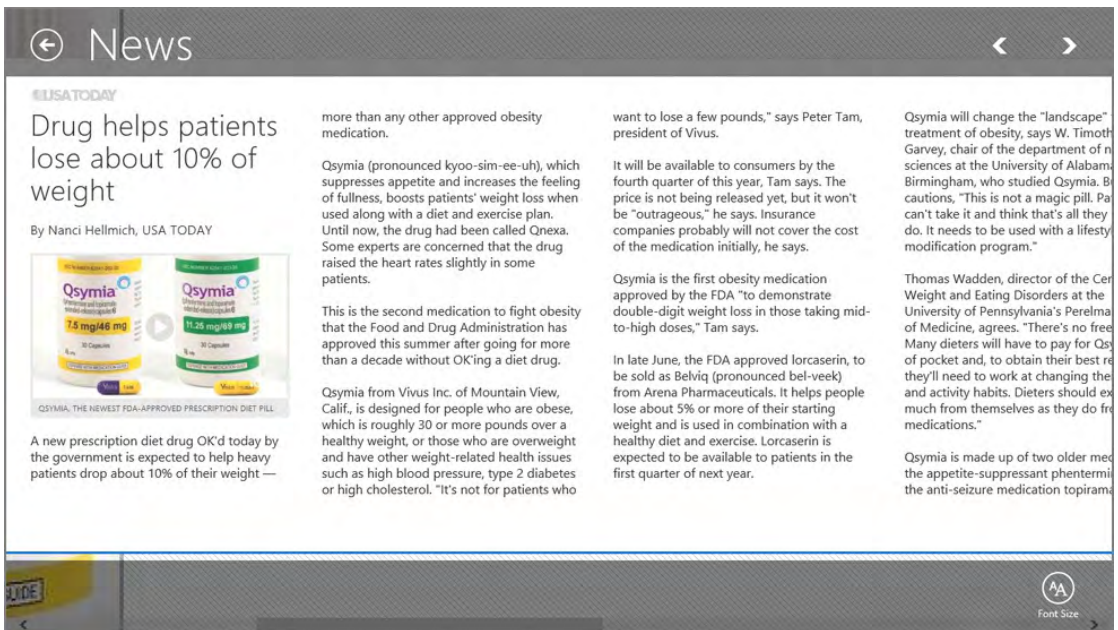 News
USA TODAY
Drug helps patients
lose about 10% of
weight
By Nanci Hellmich, USA TODAY
Qsymia
7.5 mg/46 mg
30 Capsules
Qsymia
11.25 mg/69 mg
30 Capsules
QSYMIA, THE NEWEST FDA-APPROVED PRESCRIPTION DIET PILL
A new prescription diet drug OK'd today by
the government is expected to help heavy
patients drop about 10% of their weight —
more than any other approved obesity
medication.
Qsymia (pronounced kyoo-sim-ee-uh), which
suppresses appetite and increases the feeling
of fullness, boosts patients' weight loss when
used along with a diet and exercise plan.
Until now, the drug had been called Qnexa.
Some experts are concerned that the drug
raised the heart rates slightly in some
patients.
This is the second medication to fight obesity
that the Food and Drug Administration has
approved this summer after going for more
than a decade without OK'ing a diet drug.
Qsymia from Vivus Inc. of Mountain View,
Calif., is designed for people who are obese,
which is roughly 30 or more pounds over a
healthy weight, or those who are overweight
and have other weight-related health issues
such as high blood pressure, type 2 diabetes
or high cholesterol. "It's not for patients who
want to lose a few pounds," says Peter Tam,
president of Vivus.
It will be available to consumers by the
fourth quarter of this year, Tam says. The
price is not being released yet, but it won't
be "outrageous," he says. Insurance
companies probably will not cover the cost
of the medication initially, he says.
Qsymia is the first obesity medication
approved by the FDA "to demonstrate
double-digit weight loss in those taking mid-
to-high doses," Tam says.
In late June, the FDA approved lorcaserin, to
be sold as Belviq (pronounced bel-veek)
from Arena Pharmaceuticals. It helps people
lose about 5% or more of their starting
weight and is used in combination with a
healthy diet and exercise. Lorcaserin is
expected to be available to patients in the
first quarter of next year.
Qsymia will change the "landscape"
treatment of obesity, says W. Timoth
Garvey, chair of the department of n
sciences at the University of Alabam
Birmingham, who studied Qsymia. B
cautions, "This is not a magic pill. Pa
can't take it and think that's all they
do. It needs to be used with a lifesty
modification program."
Thomas Wadden, director of the Cen
Weight and Eating Disorders at the
University of Pennsylvania's Perelma
of Medicine, agrees. "There's no free
Many dieters will have to pay for Qsy
of pocket and, to obtain their best re
they'll need to work at changing the
and activity habits. Dieters should ex
much from themselves as they do fr
medications."
Qsymia is made up of two older med
the appetite-suppressant phentermi
the anti-seizure medication topirama
UIDE
Font Size